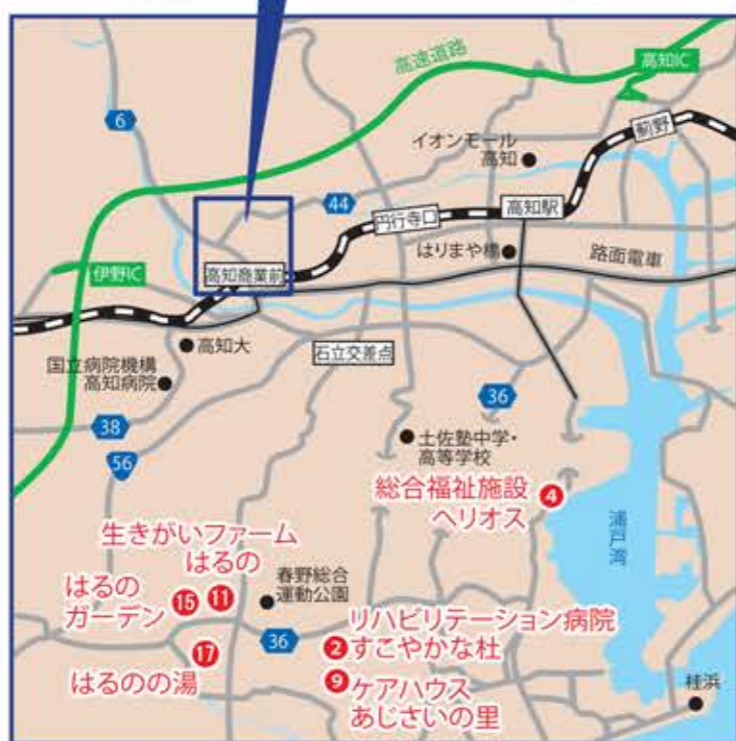 高速道路
高知IC
6
薊野
イオンモール
高知
44
円行寺口
高知駅
はりまや橋
路面電車
伊野IC
高知商業前
高知大
石立交差点
国立病院機構
高知病院
36
38
土佐塾中学・
高等学校
56
総合福祉施設
ヘリオス
4
浦戸湾
生きがいファーム
はるの
はるの
ガーデン
15
11
春野総合
運動公園
36
リハビリテーション病院
2 すこやかな杜
17
はるのの湯
9 ケアハウス
あじさいの里
桂浜